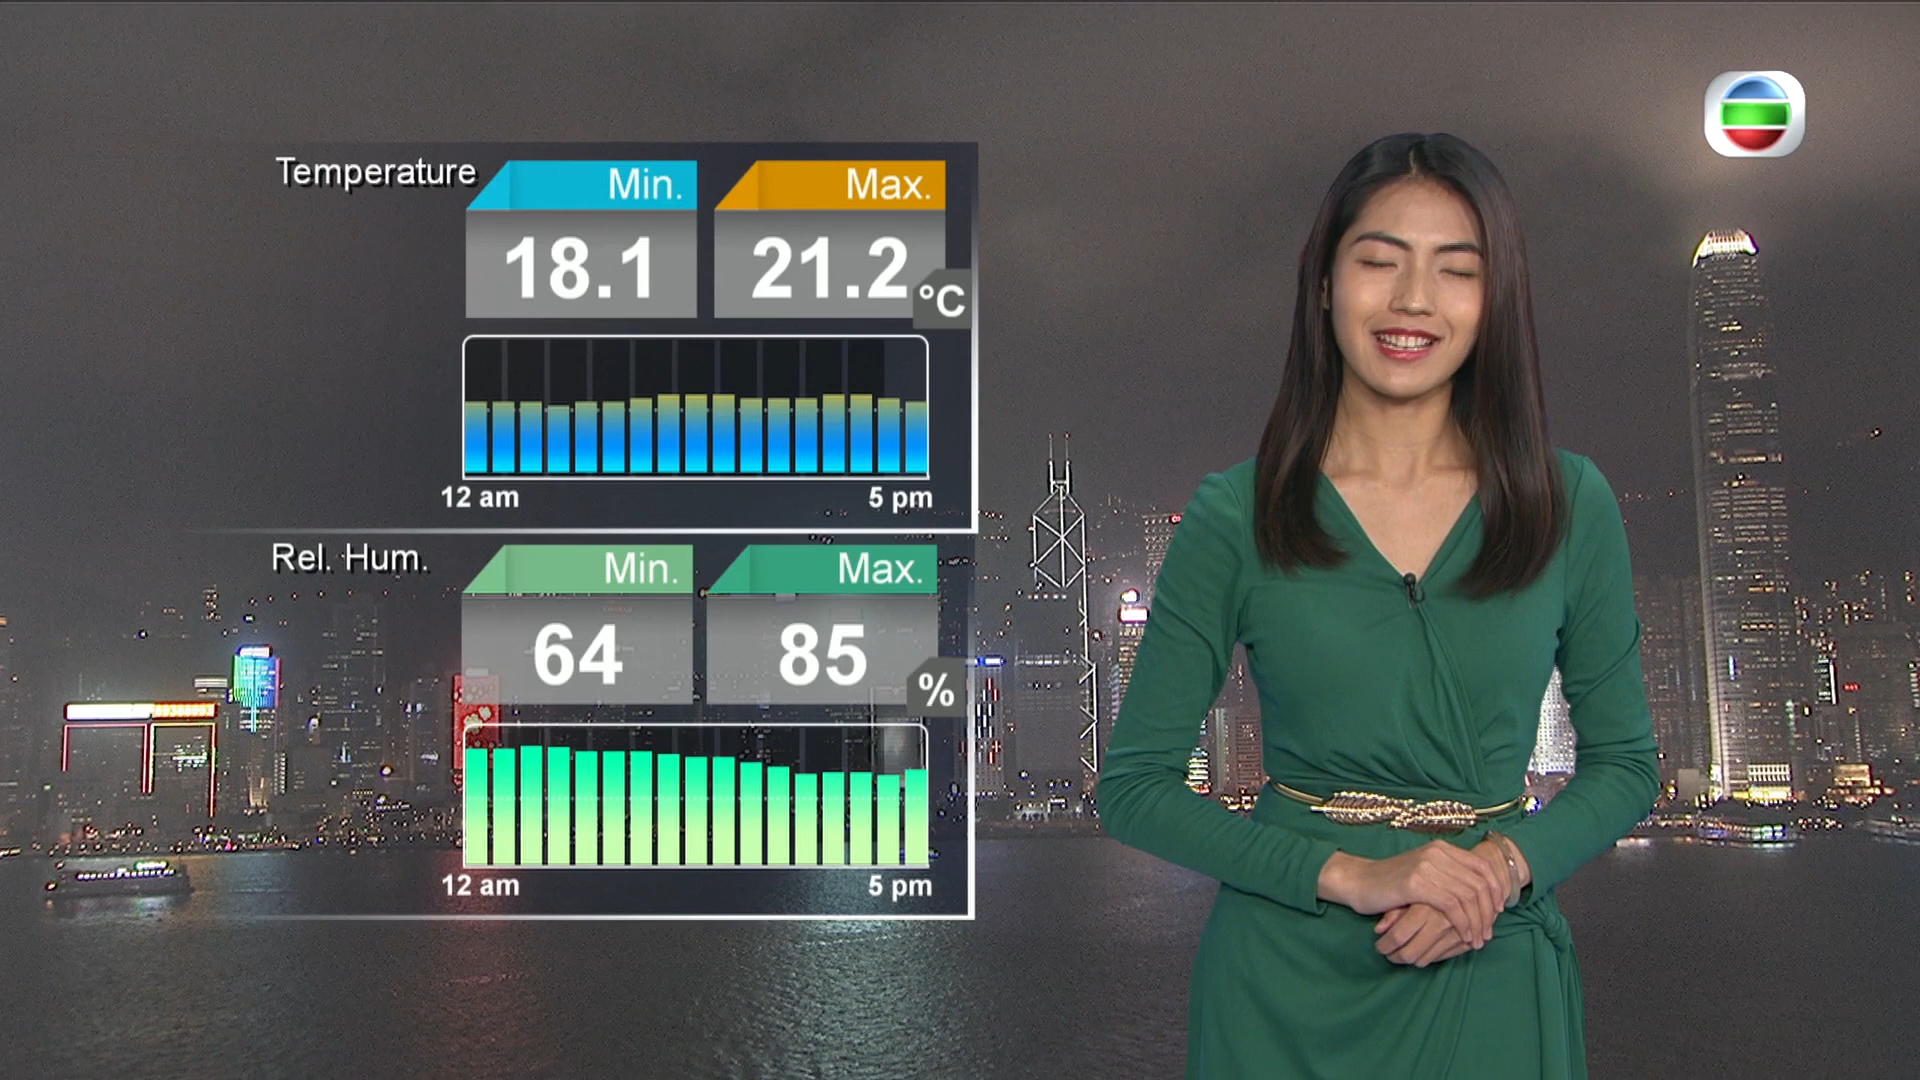 Temperature
Min.
Max.
18.1
21.2
°C
12 am
5 pm
Rel. Hum.
Min.
Max.
64
85
%
12 am
5 pm